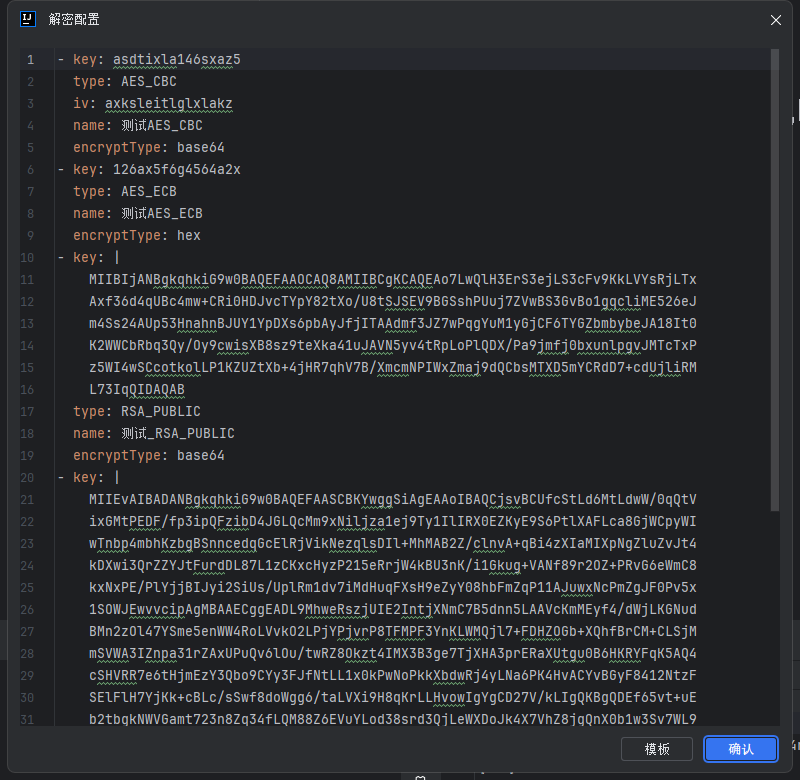 解密配置
1 - key: asdtixla146sxaz5
2 type: AES_CBC
3 iv: axksleitlglxlakz
4 name: 测试AES_CBC
5 encryptType: base64
6 - key: 126ax5f6g4564a2x
7 type: AES_ECB
8 name: 测试AES_ECB
9 encryptType: hex
10 - key: |
11 MIIBIjANBgkqhkiG9w0BAQEFAAOCAQ8AMIIBCgKCAQEAo7LwQlH3ErS3ejLS3cFv9KkLVYsRjLTx
12 Axf36d4qUBc4mw+CRi0HDJvcTYpY82tXo/U8tSJSEV9BGSshPUuj7ZVwBS3GvBo1gqcliME526eJ
13 m4Ss24AUp53HnahnBJUY1YpDXs6pbAyJfjITAAdmf3JZ7wPqgYuM1yGjCF6TYGZbmbybeJA18It0
14 K2WWCbRbq3Qy/Oy9cwisXB8sz9teXka41uJAVN5yv4tRpLoPlQDX/Pa9jmfj0bxunlpgvJMTcTxP
15 z5WI4wSCcotkolLP1KZUZtXb+4jHR7qhV7B/XmcmNPIWxZmaj9dQCbsMTXD5mYCRdD7+cdUjliRM
16 L73IqQIDAQAB
17 type: RSA_PUBLIC
18 name: 测试_RSA_PUBLIC
19 encryptType: base64
20 - key: |
21 MIIEvAIBADANBgkqhkiG9w0BAQEFAASCBKYwggSiAgEAAoIBAQCjsvBCUfcStLd6MtLdwW/0qQtV
22 ixGMtPEDF/fp3ipQFzibD4JGLQcMm9xNiljza1ej9Ty1IlIRX0EZKyE9S6PtlXAFLca8GjWCpyWI
23 wTnbp4mbhKzbgBSnncedqGcElRjVikNezqlsDIl+MhMAB2Z/clnvA+qBi4zXIaMIXpNgZluZvJt4
24 kDXwi3QrZZYJtFurdDL87L1zCKxcHyzP215eRrjW4kBU3nK/i1Gkug+VANf89r2OZ+PRvG6eWmC8
25 kxNxPE/PlYjjBIJyi2SiUs/UplRm1dv7iMdHuqFXsH9eZyY08hbFmZqP11AJuwxNcPmZgJF0Pv5x
26 1SOWJEwvvcipAgMBAAECggEADL9MhweRszjUIE2IntjXNmC7B5dnn5LAAVcKmMEyf4/dWjLKGNud
27 BMn2zOl47YSme5enWW4RoLVvkO2LPjYPjvrP8TFMPF3YnKLWMQjl7+FDHZOGb+XQhfBrCM+CLSjM
28 mSVWA3IZnpa31rZAxUPuQv6lOu/twRZ8Okzt4IMX3B3ge7TjXHA3prERaXUtgu0B6HKRYFqK5AQ4
29 cSHVRR7e6tHjmEzY3Qbo9CYy3FJfNtLL1x0kPwNoPkkXbdwRj4yLNa6PK4HvACYvBGyF8412NtzF
30 SElFlH7YjKk+cBLc/sSwf8doWgg6/taLVXi9H8qKrLLHvowIgYgCD27V/kLIgQKBgQDEf65vt+uE
31 b2tbgkNWVGamt723n8Zq34fLQM88Z6EVuYLod38srd3QjLeWXDoJk4X7VhZ8jgQnX0b1w3Sv7WL9
模板
确认